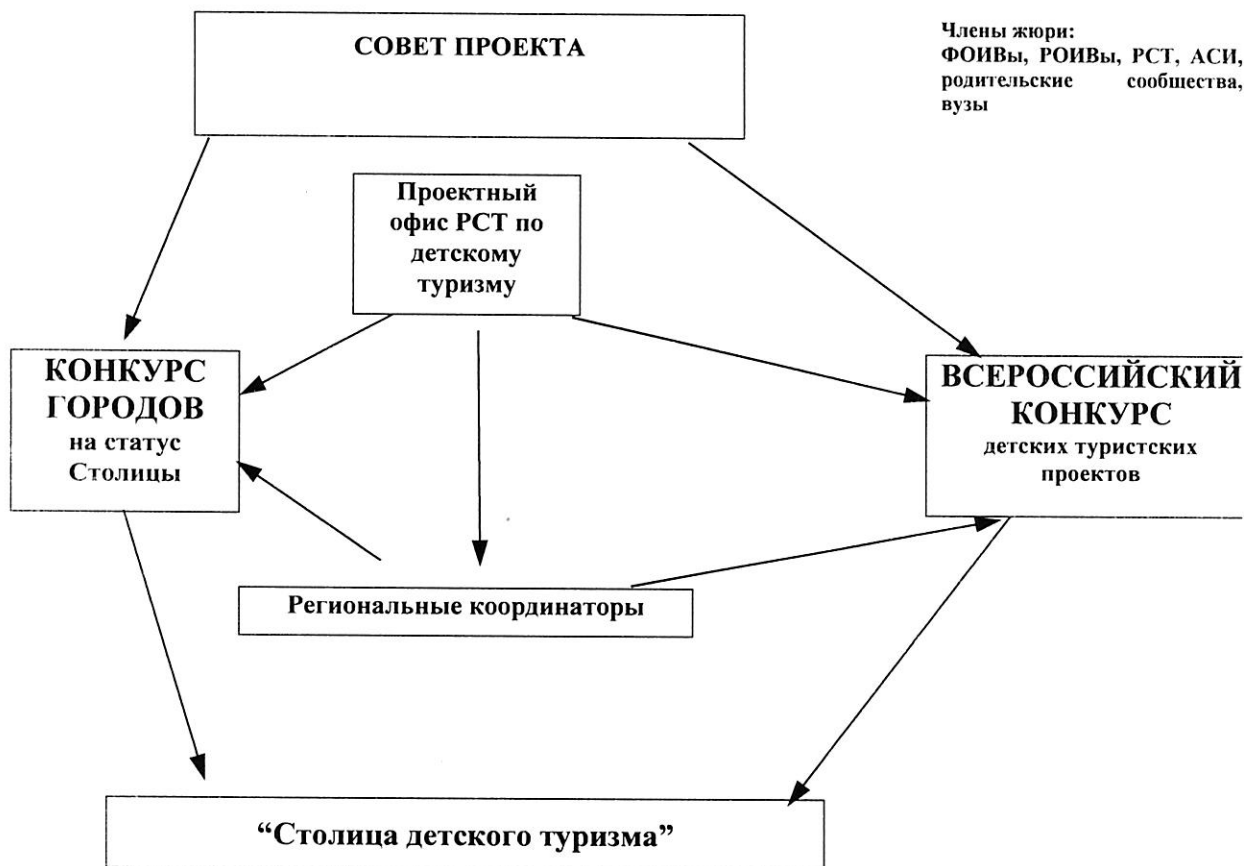 СОВЕТ ПРОЕКТА
Члены жюри:
ФОИВы, РОИВы, РСТ, АСИ,
родительские сообщества,
вузы
Проектный
офис РСТ по
детскому
туризму
КОНКУРС
ГОРОДОВ
на статус
Столицы
ВСЕРОССИЙСКИЙ
КОНКУРС
детских туристских
проектов
Региональные координаторы
“Столица детского туризма”